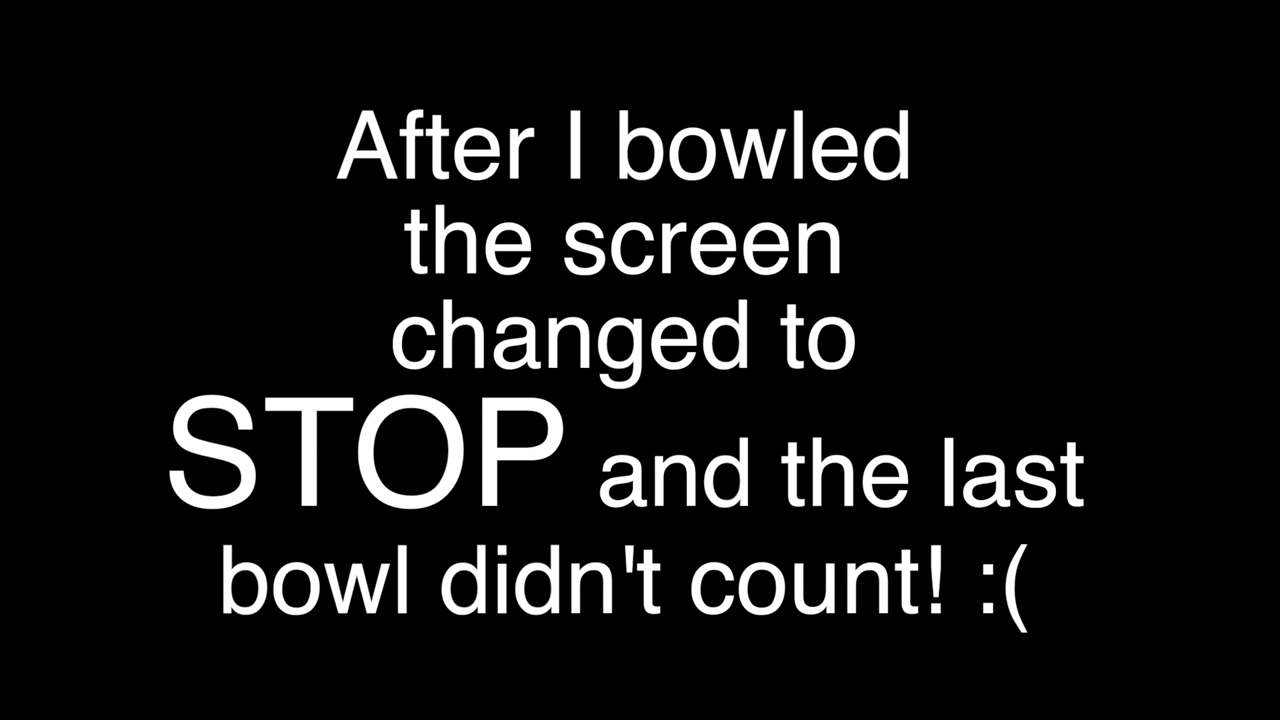 After I bowled
the screen
changed to
STOP and the last
bowl didn't count! :(